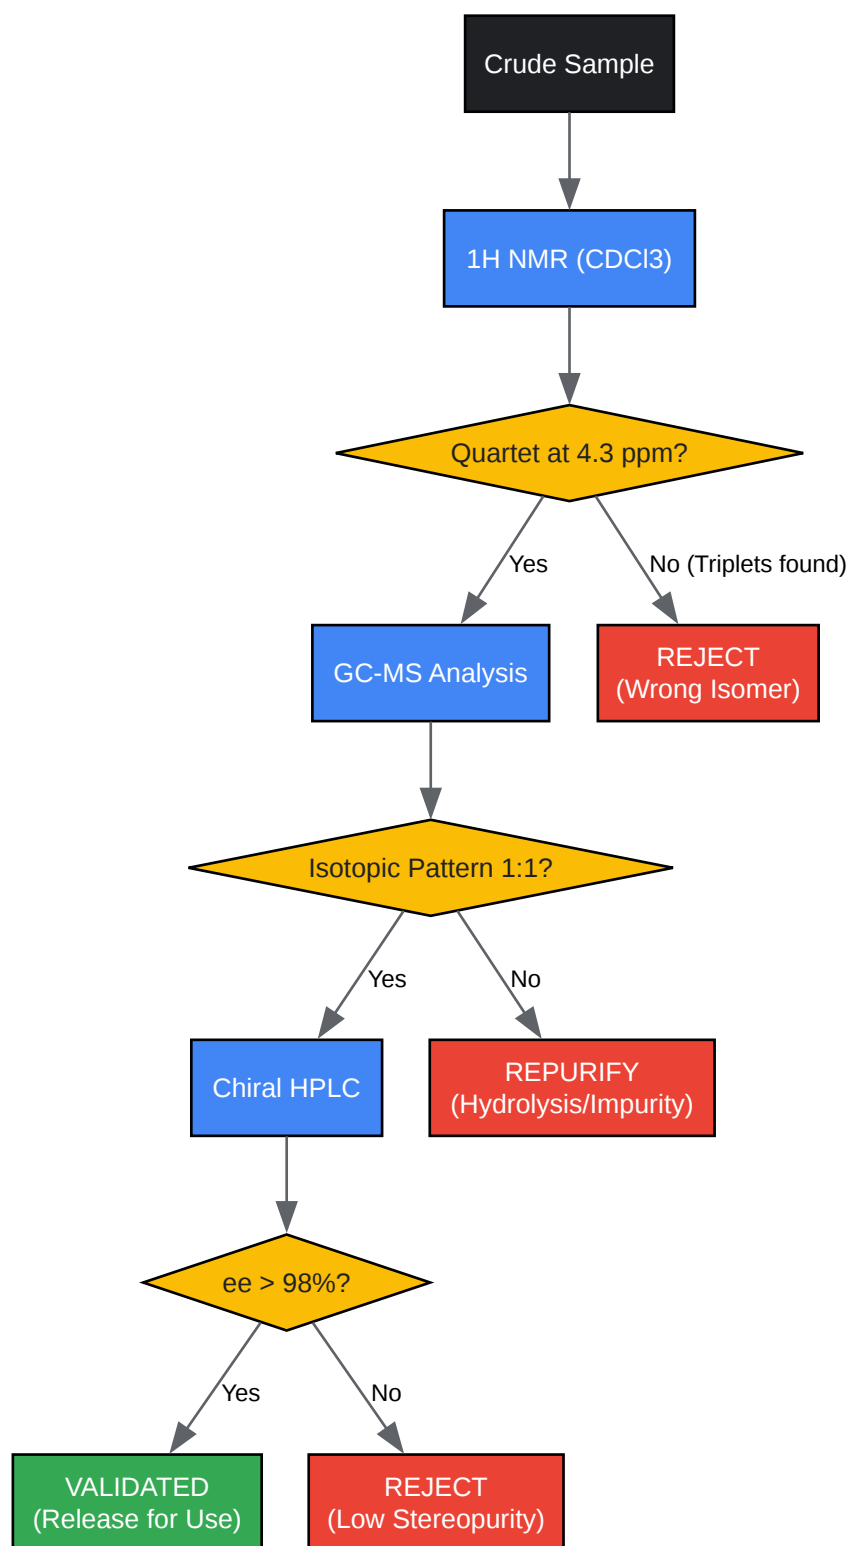 Crude Sample
1H NMR (CDCl3)
Quartet at 4.3 ppm?
Yes
No (Triplets found)
GC-MS Analysis
REJECT
(Wrong Isomer)
Isotopic Pattern 1:1?
Yes
No
Chiral HPLC
REPURIFY
(Hydrolysis/Impurity)
ee > 98%?
Yes
No
VALIDATED
(Release for Use)
REJECT
(Low Stereopurity)